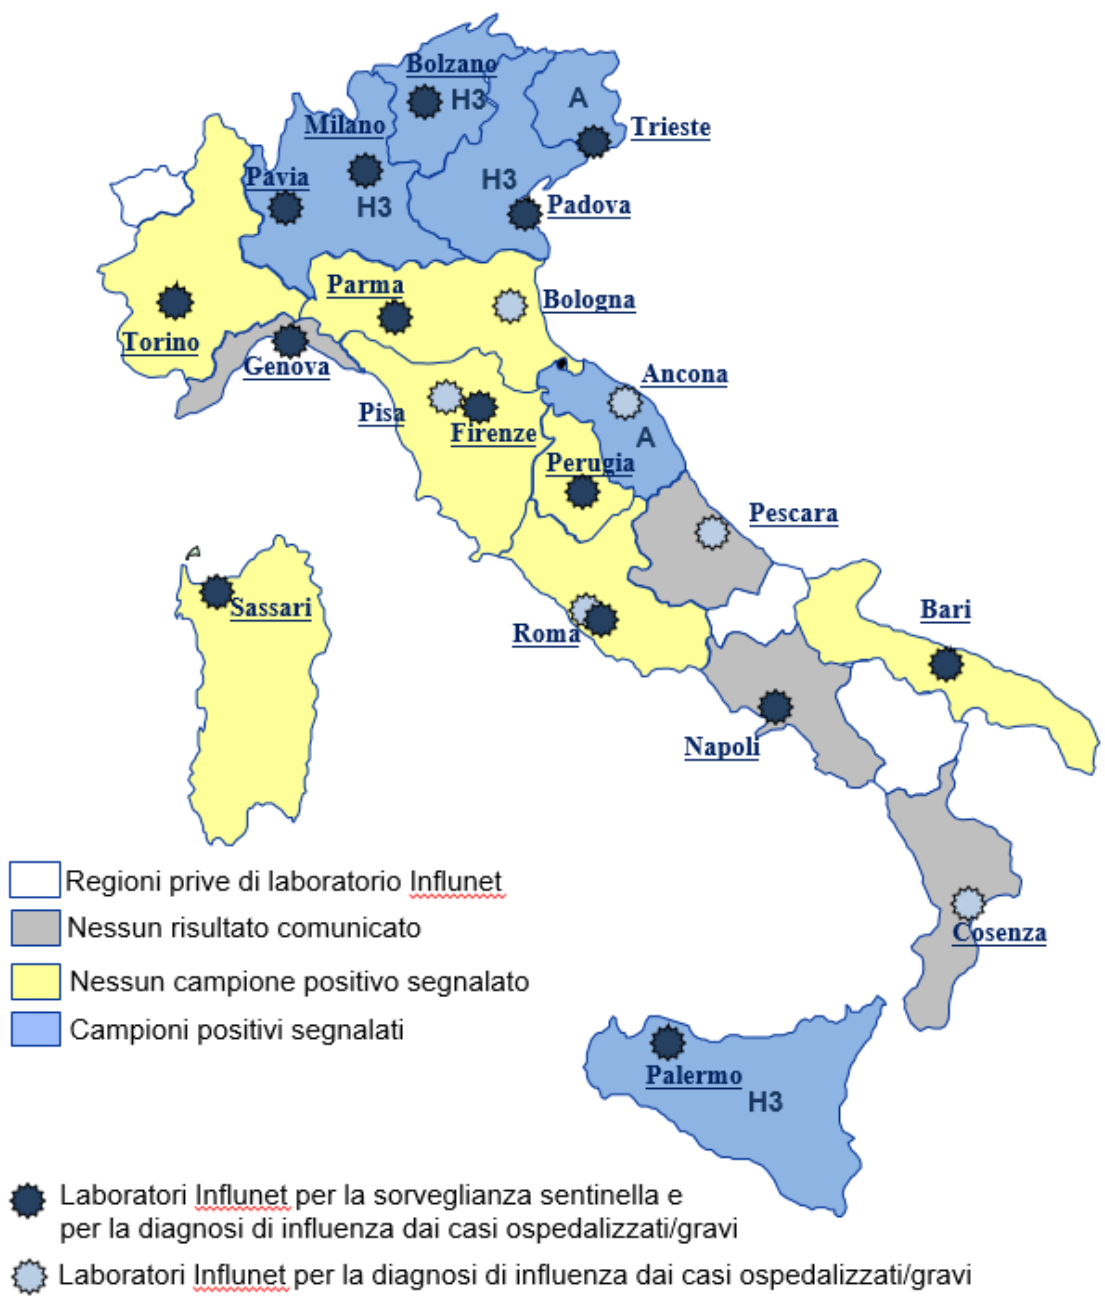 Bolzano
H3
A
Milano
Trieste
Pavia
H3
H3
Padova
Parma
Bologna
Torino
Genova
Ancona
Pisa
Firenze
A
Perugia
Pescara
Sassari
Roma
Bari
Napoli
Regioni prive di laboratorio Influnet
Nessun risultato comunicato
Cosenza
Nessun campione positivo segnalato
Campioni positivi segnalati
Palermo
H3
Laboratori Influnet per la sorveglianza sentinella e
per la diagnosi di influenza dai casi ospedalizzati/gravi
Laboratori Influnet per la diagnosi di influenza dai casi ospedalizzati/gravi